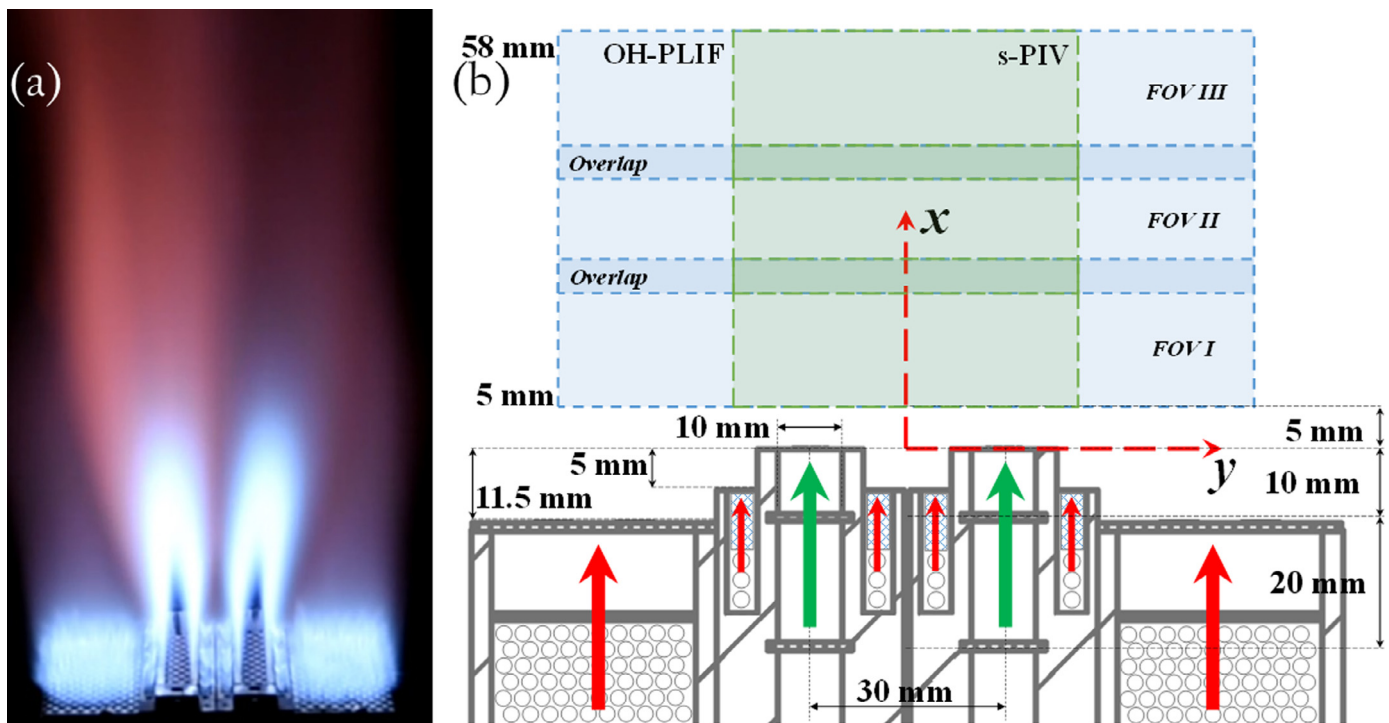 (a)
(b)
58 mm
OH-PLIF
s-PIV
FOV III
Overlap
x
FOV II
Overlap
FOV I
5 mm
10 mm
5 mm
5 mm
y
10 mm
11.5 mm
20 mm
30 mm